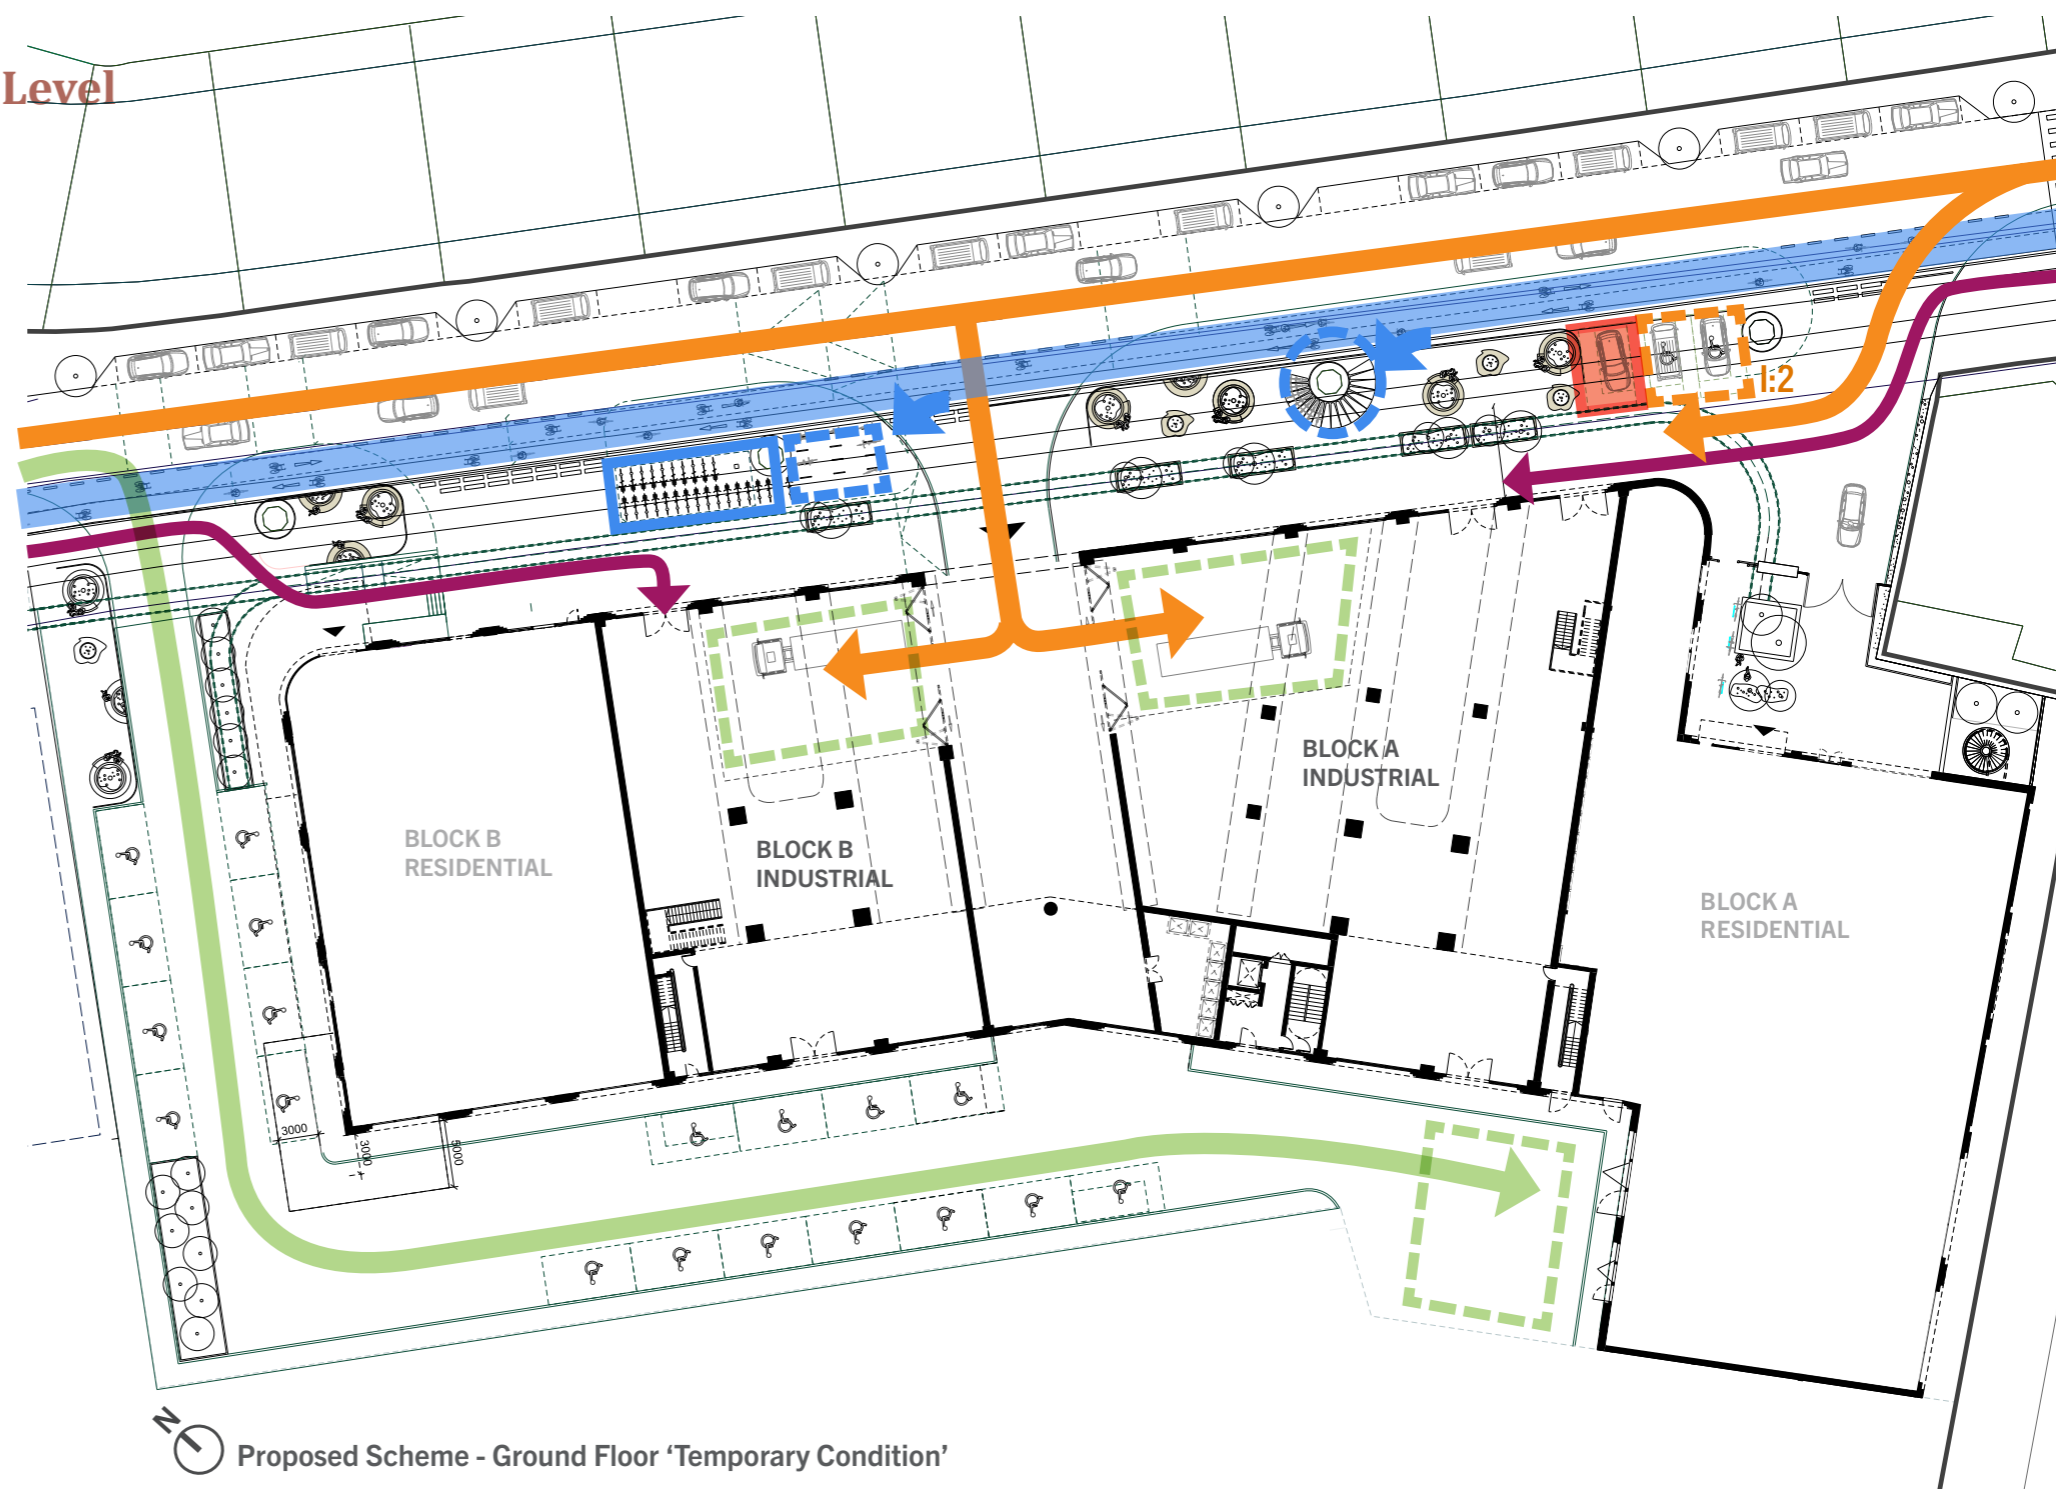 Level
I:2
BLOCK A
INDUSTRIAL
BLOCK B
RESIDENTIAL
BLOCK B
INDUSTRIAL
BLOCK A
RESIDENTIAL
3000
3000
5000
N
Proposed Scheme - Ground Floor ‘Temporary Condition’